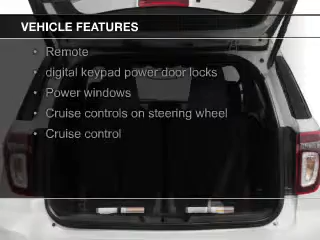 VEHICLE FEATURES
• Remote
• digital keypad power door locks
• Power windows
• Cruise controls on steering wheel
• Cruise control